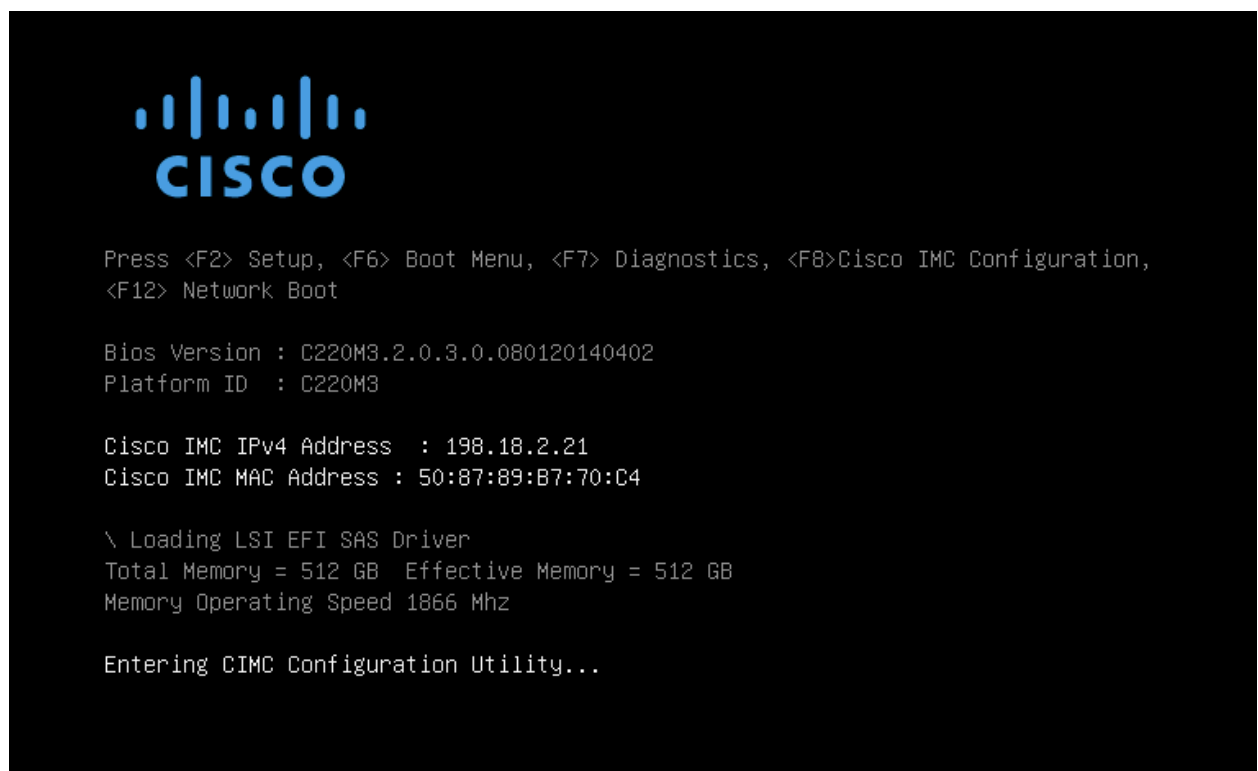 CISCO
Press <F2> Setup, <F6> Boot Menu, <F7> Diagnostics, <F8>Cisco IMC Configuration,
<F12> Network Boot
Bios Version : C220M3.2.0.3.0.080120140402
Platform ID  : C220M3
Cisco IMC IPv4 Address  : 198.18.2.21
Cisco IMC MAC Address : 50:87:89:B7:70:C4
\ Loading LSI EFI SAS Driver
Total Memory = 512 GB  Effective Memory = 512 GB
Memory Operating Speed 1866 Mhz
Entering CIMC Configuration Utility...